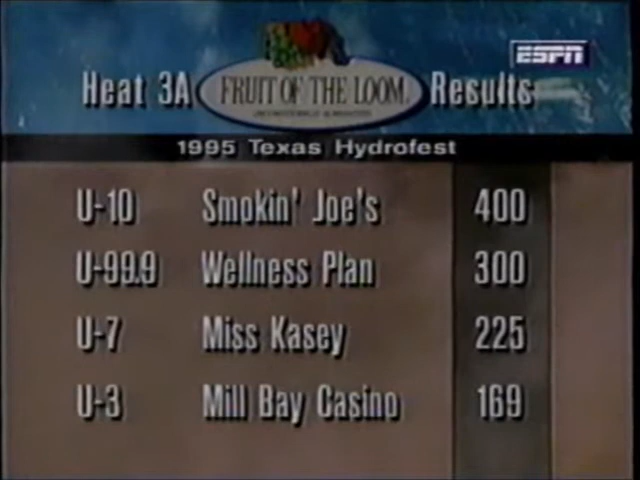 ESPN
Heat 3A FRUIT OF THE LOOM Results
1995 Texas Hydrofest
U-10 Smokin' Joe's 400
U-99.9 Wellness Plan 300
U-7 Miss Kasey 225
U-3 Mill Bay Casino 169